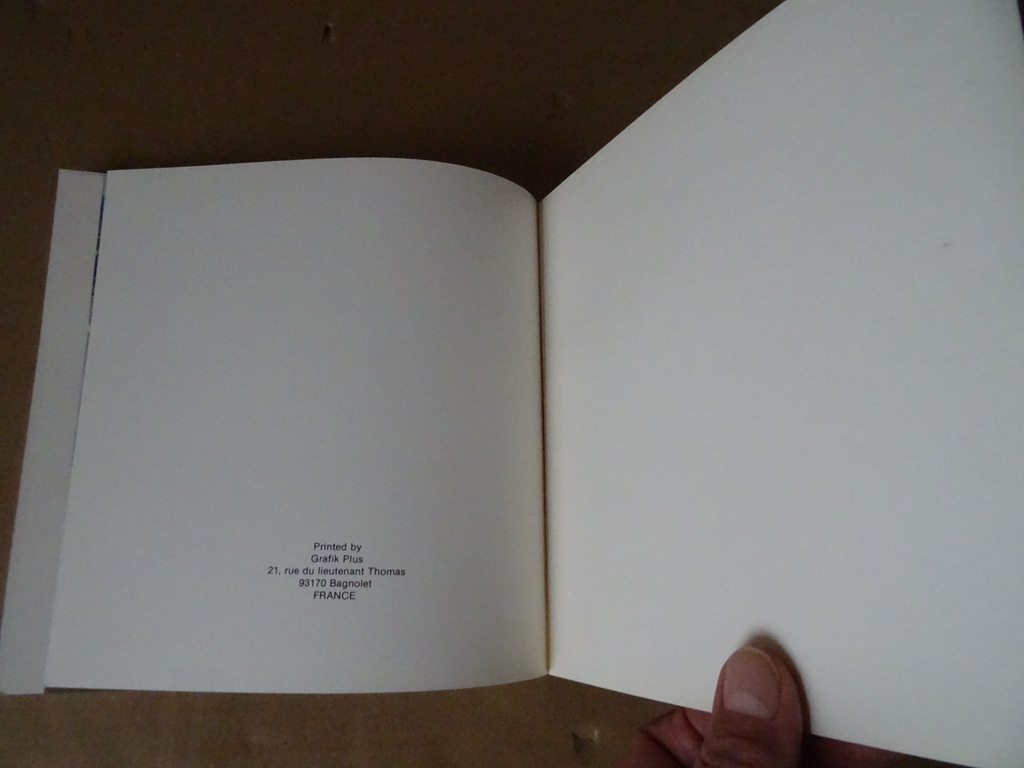 Printed by
Grafik Plus
21, rue du lieutenant Thomas
93170 Bagnolet
FRANCE